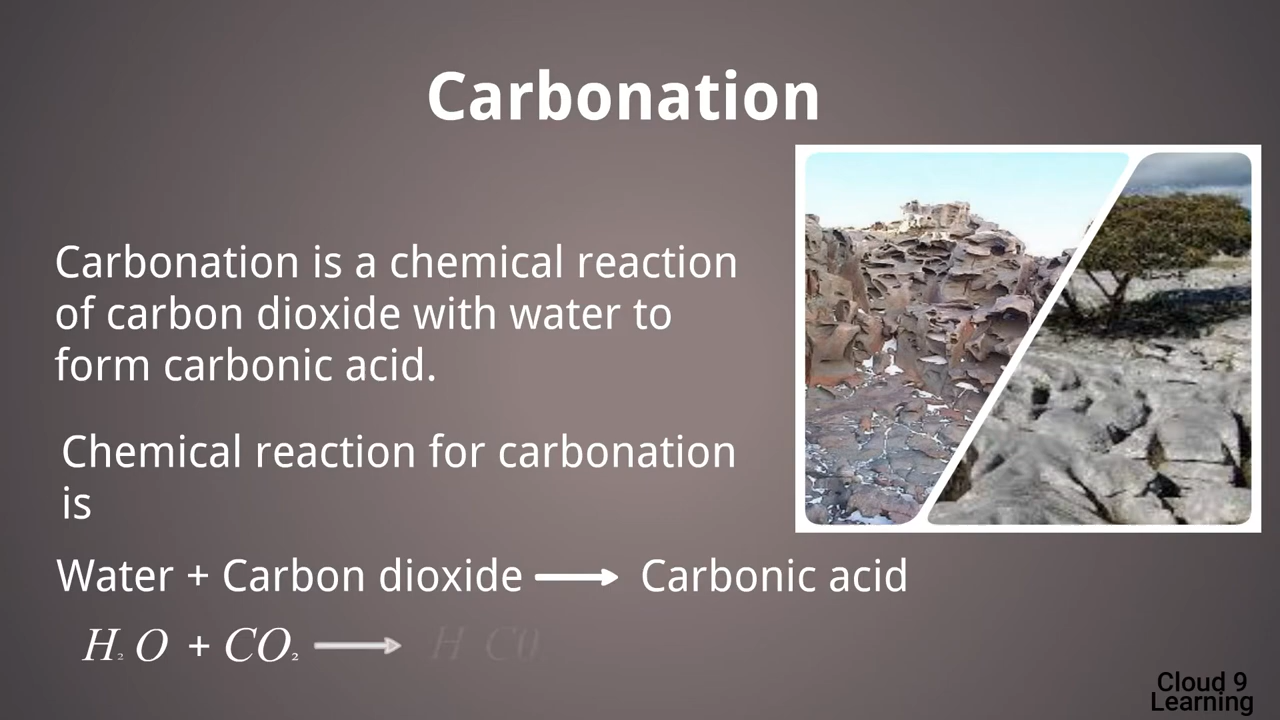 Carbonation
Carbonation is a chemical reaction
of carbon dioxide with water to
form carbonic acid.
Chemical reaction for carbonation
is
Water + Carbon dioxide ⟶ Carbonic acid
H₂ O + CO₂ ⟶
Cloud 9
Learning